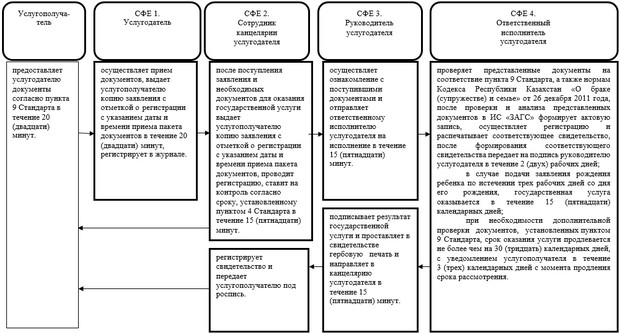 Услугополуча-
тель
СФЕ 1.
Услугодатель
СФЕ 2.
Сотрудник
канцелярии
услугодателя
СФЕ 3.
Руководитель
услугодателя
СФЕ 4.
Ответственный
исполнитель
услугодателя
предоставляет
услугодателю
документы
согласно пункта
9 Стандарта в
течение 20
(двадцати)
минут.
осуществляет прием
документов, выдает
услугополучателю
копию заявления с
отметкой о регистрации
с указанием даты и
времени приема пакета
документов в течение 20
(двадцати) минут,
регистрирует в журнале.
после поступления
заявления и
необходимых
документов для оказания
государственной услуги
выдает
услугополучателю
копию заявления с
отметкой о регистрации
с указанием даты и
времени приема пакета
документов, проводит
регистрацию, ставит на
контроль согласно
сроку, установленному
пунктом 4 Стандарта в
течение 15 (пятнадцати)
минут.
осуществляет
ознакомление с
поступившими
документами и
отправляет
ответственному
исполнителю
услугодателя на
исполнение в течение
15 (пятнадцати)
минут.
проверяет представленные документы на
соответствие пункта 9 Стандарта, а также нормам
Кодекса Республики Казахстан «О браке
(супружестве) и семье» от 26 декабря 2011 года,
после проверки и анализа представленных
документов в ИС «ЗАГС» формирует актовую
запись, осуществляет регистрацию и
распечатывает соответствующее свидетельство,
после формирования соответствующего
свидетельства передает на подпись руководителю
услугодателя в течение 2 (двух) рабочих дней;
в случае подачи заявления рождения
ребенка по истечении трех рабочих дней со дня
его рождения, государственная услуга
оказывается в течение 15 (пятнадцати)
календарных дней;
при необходимости дополнительной
проверки документов, установленных пунктом
9 Стандарта, срок оказания услуги продлевается
не более чем на 30 (тридцать) календарных дней,
с уведомлением услугополучателя в течение
3 (трех) календарных дней с момента продления
срока рассмотрения.
подписывает результат
государственной
услуги и проставляет в
свидетельстве
гербовую печать и
направляет в
канцелярию
услугодателя в
течение 15
(пятнадцати) минут.
регистрирует
свидетельство и
передает
услугополучателю под
роспись.